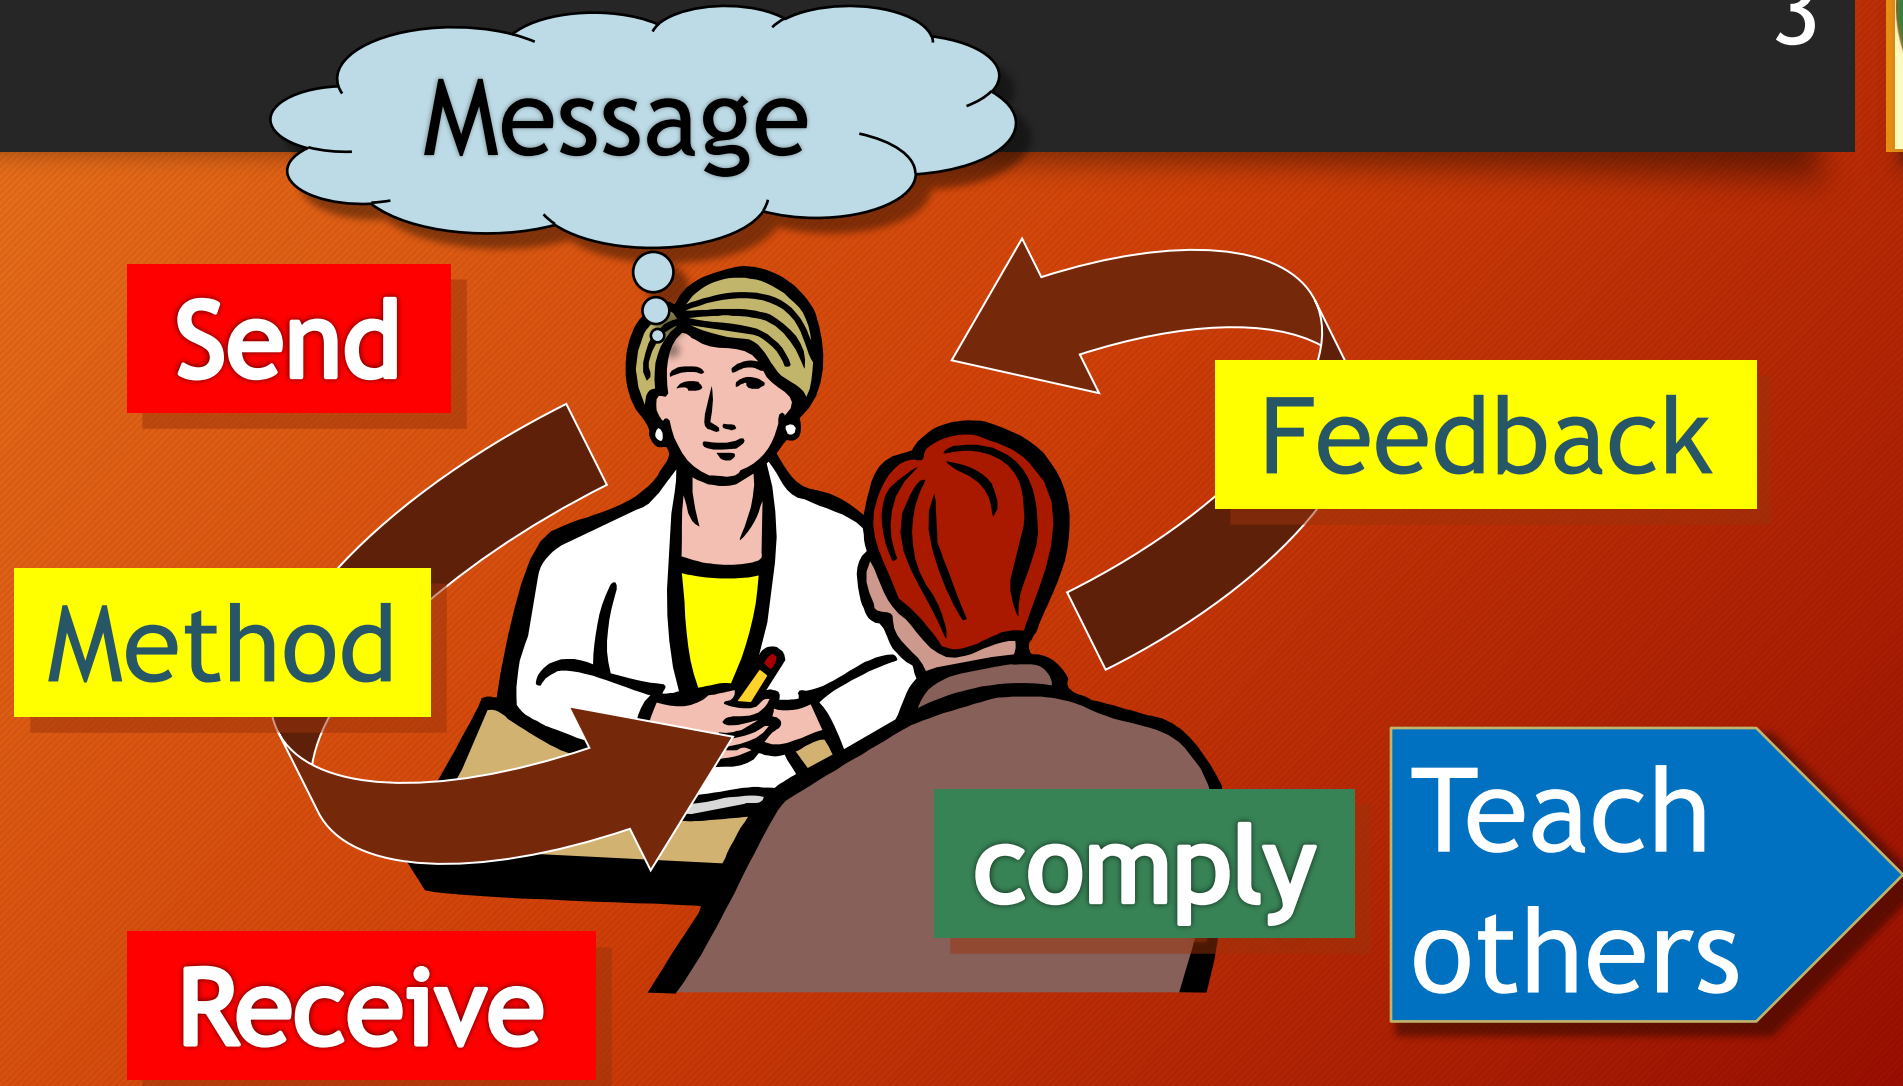 3
Message
Send
Feedback
Method
comply
Teach
others
Receive